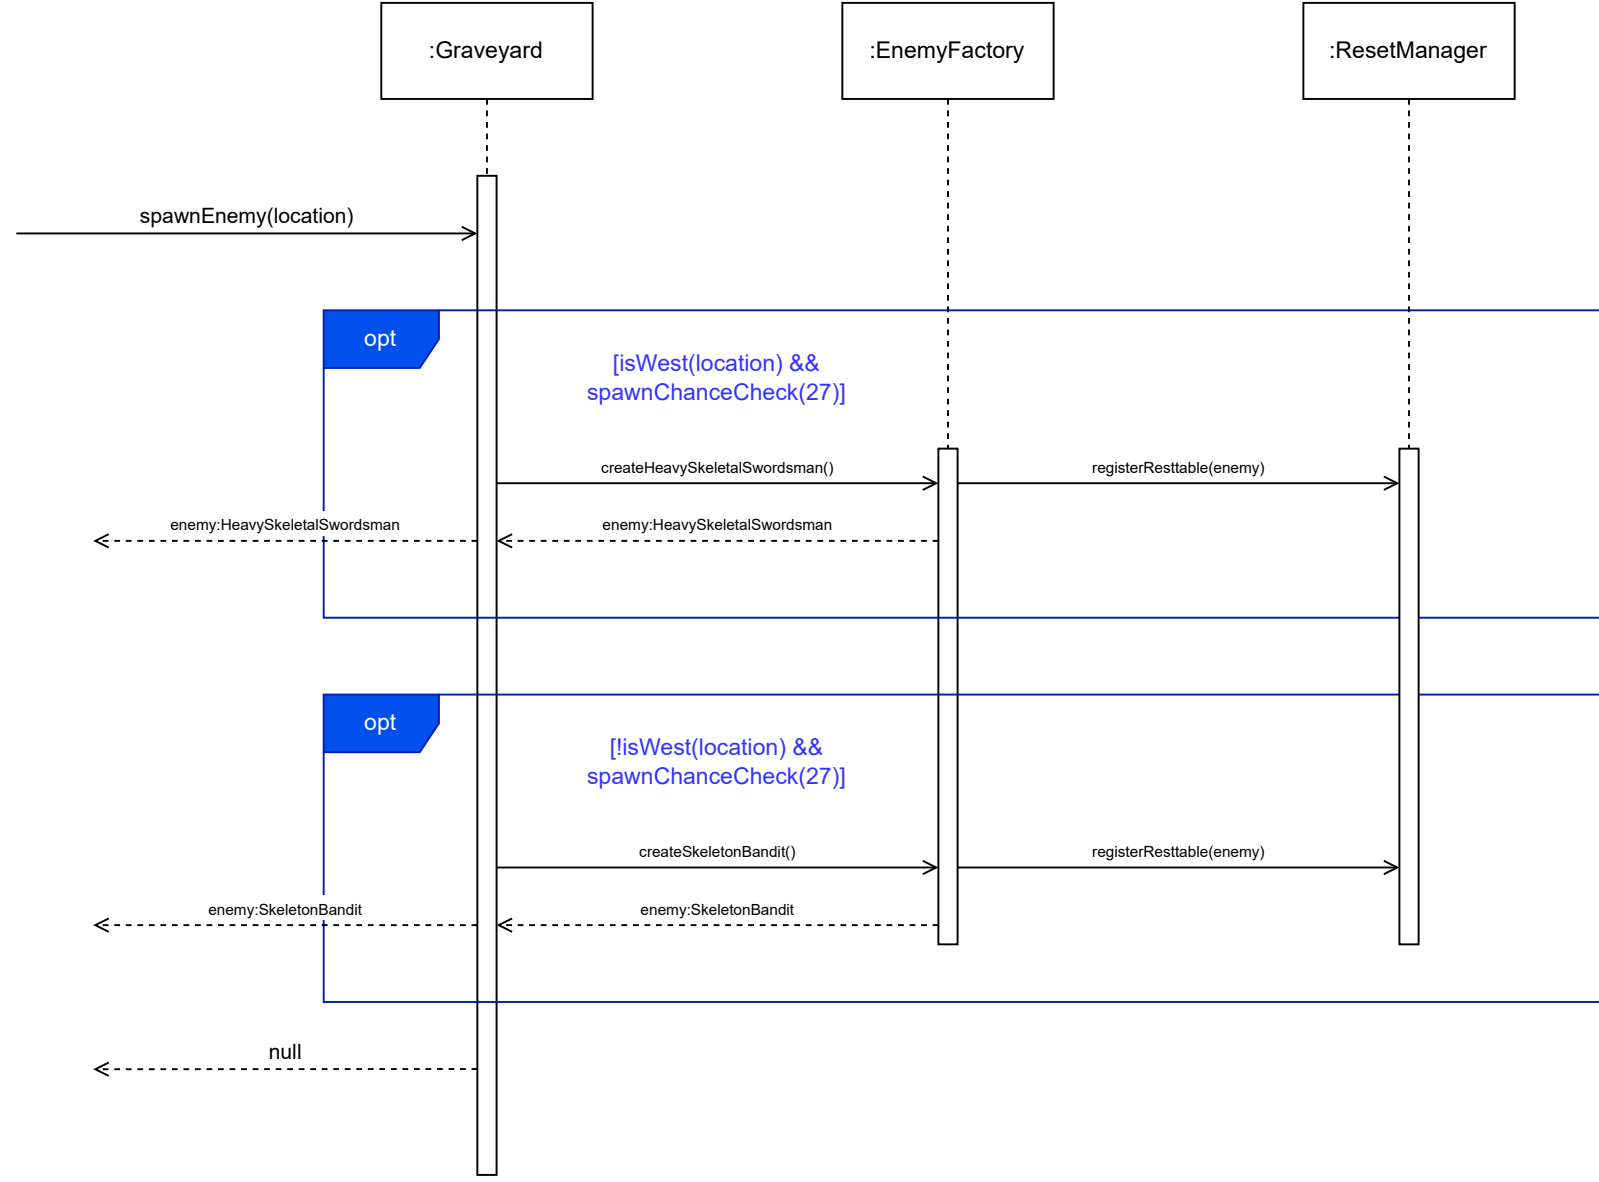 :Graveyard
:EnemyFactory
:ResetManager
spawnEnemy(location)
opt
[isWest(location) &&
spawnChanceCheck(27)]
createHeavySkeletalSwordsman()
registerResttable(enemy)
enemy:HeavySkeletalSwordsman
enemy:HeavySkeletalSwordsman
opt
[!isWest(location) &&
spawnChanceCheck(27)]
createSkeletonBandit()
registerResttable(enemy)
enemy:SkeletonBandit
enemy:SkeletonBandit
null